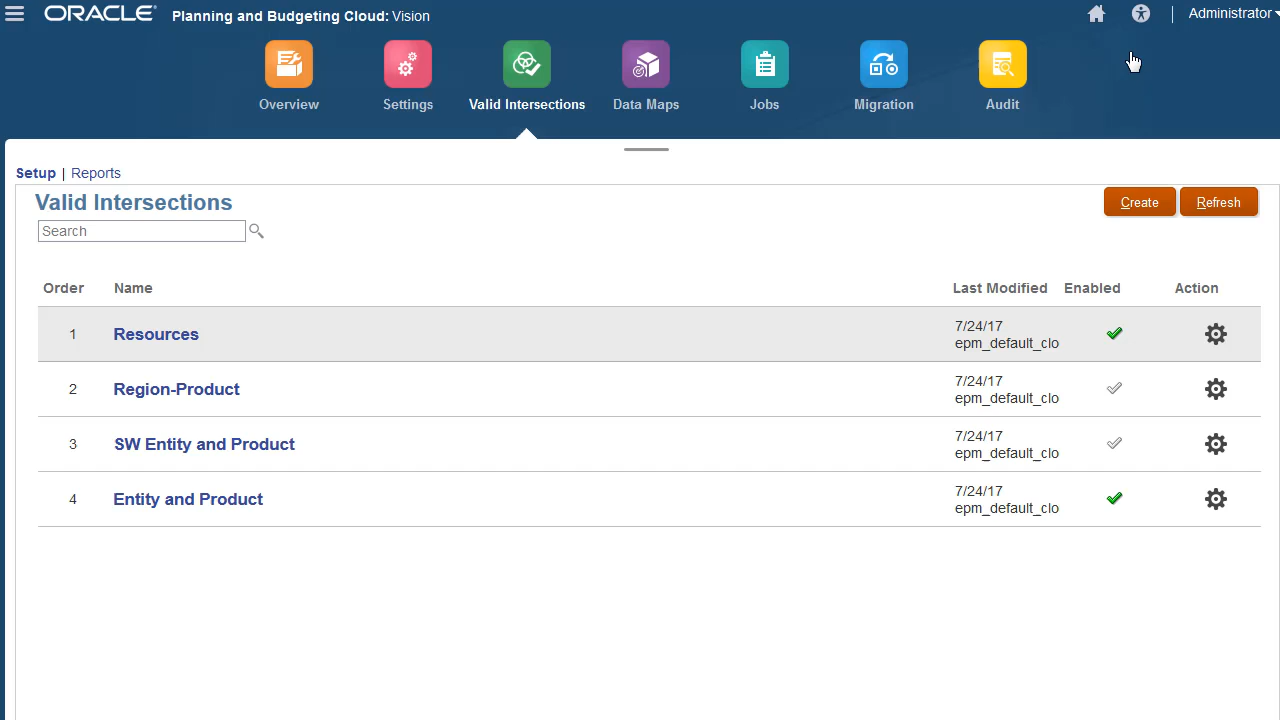 ORACLE Planning and Budgeting Cloud: Vision Administrator
Overview Settings Valid Intersections Data Maps Jobs Migration Audit
Setup | Reports
Valid Intersections Create Refresh
Search
Order Name Last Modified Enabled Action
1 Resources 7/24/17
epm_default_clo
2 Region-Product 7/24/17
epm_default_clo
3 SW Entity and Product 7/24/17
epm_default_clo
4 Entity and Product 7/24/17
epm_default_clo